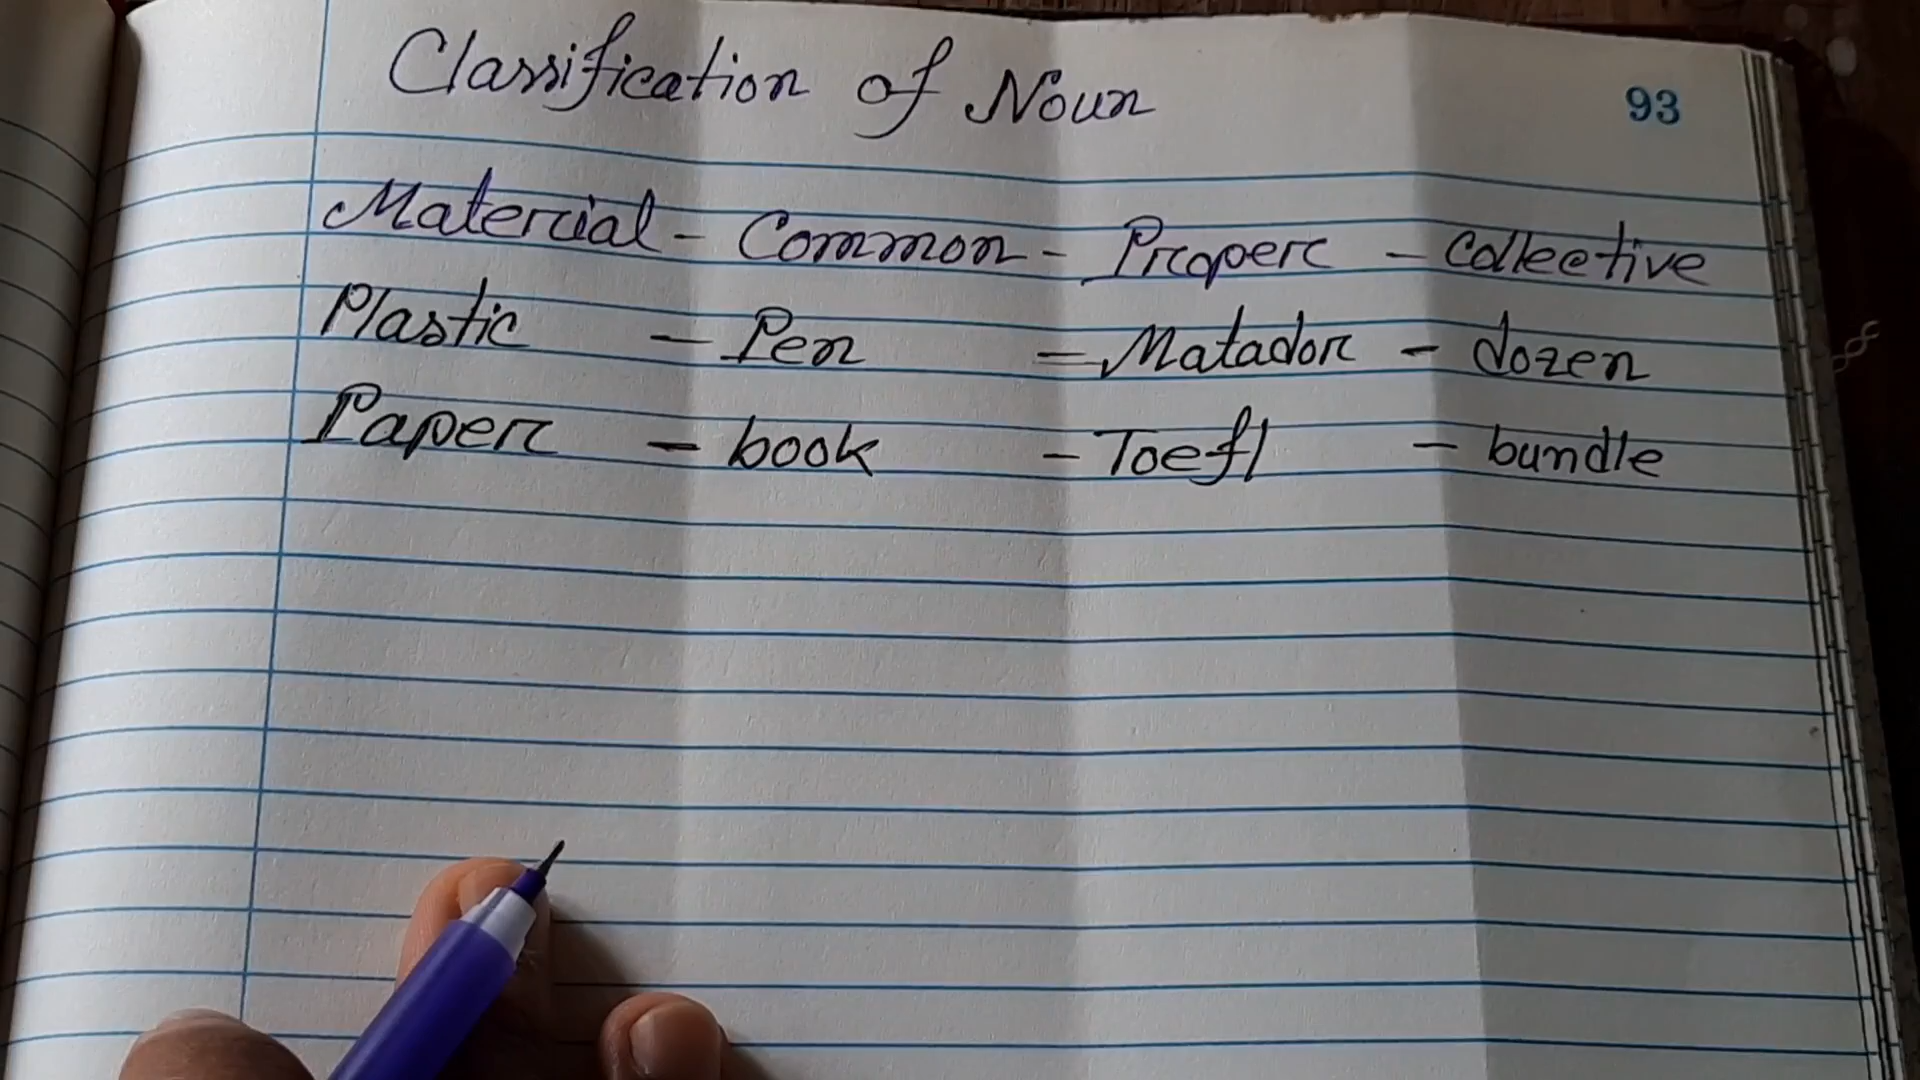 Classification of Noun
93
Material - Common - Proper - Collective
Plastic - Pen = Matador - dozen
Paper - book - Toefl - bundle